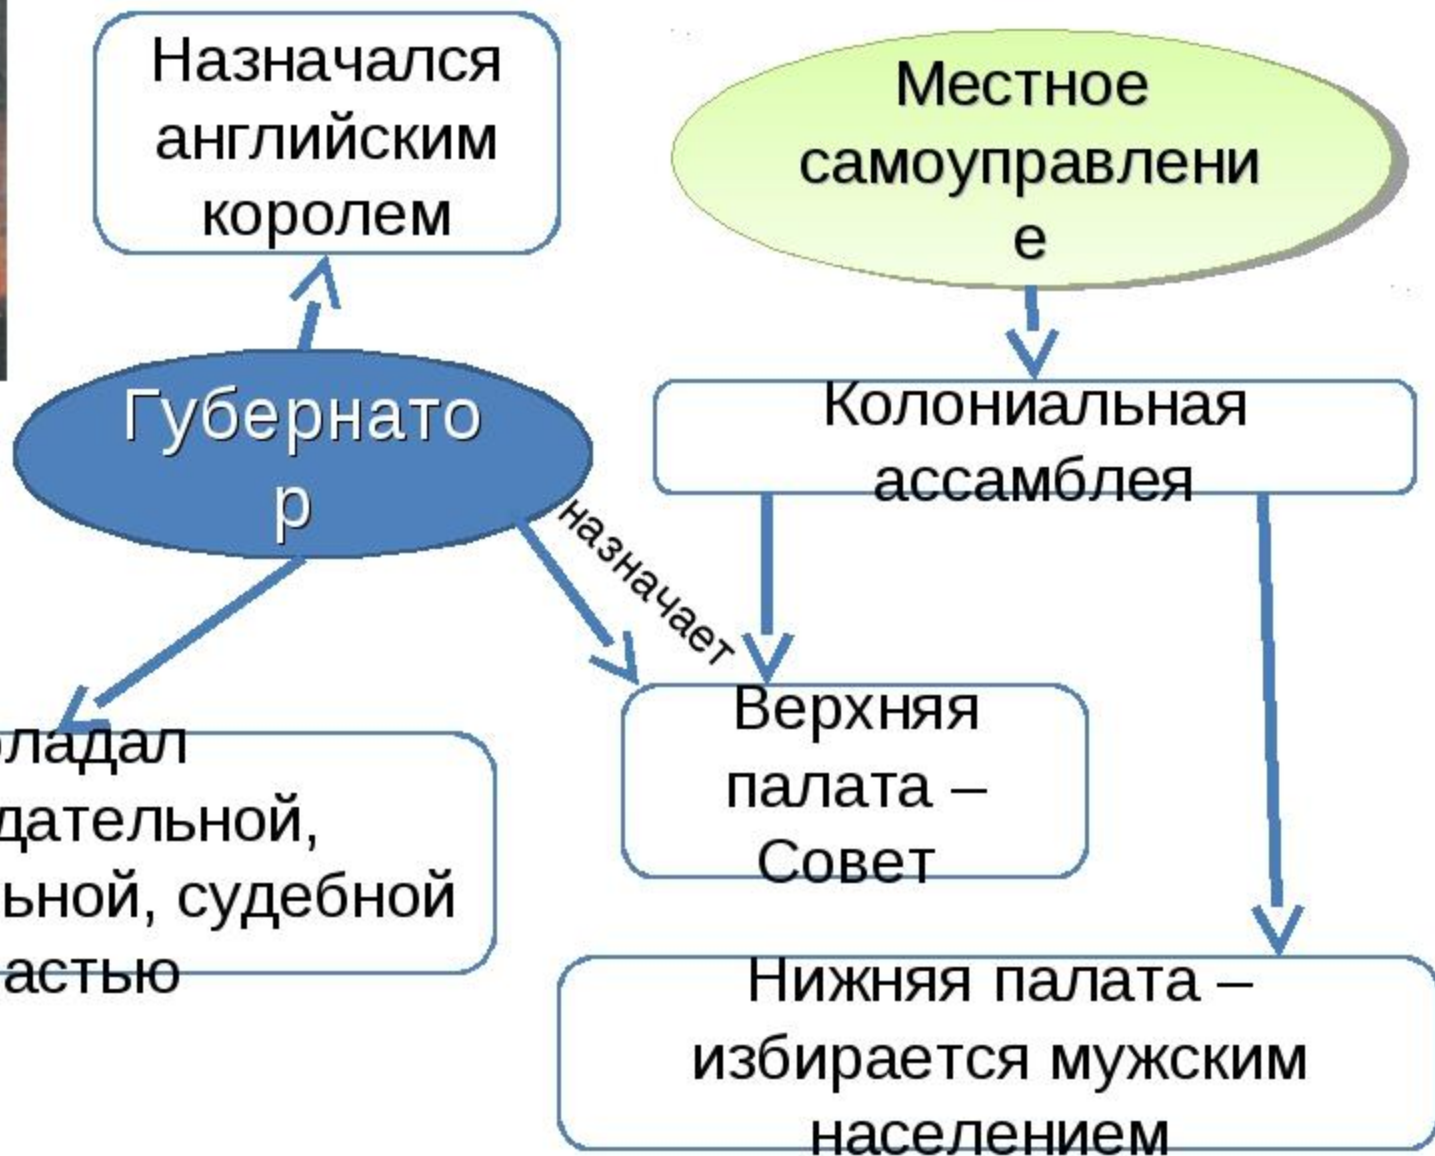 Назначался
английским
королем
Местное
самоуправлени
е
Губернато
р
Колониальная
ассамблея
назначает
Верхняя
палата –
Совет
ладал
дательной,
ьной, судебной
астью
Нижняя палата –
избирается мужским
населением